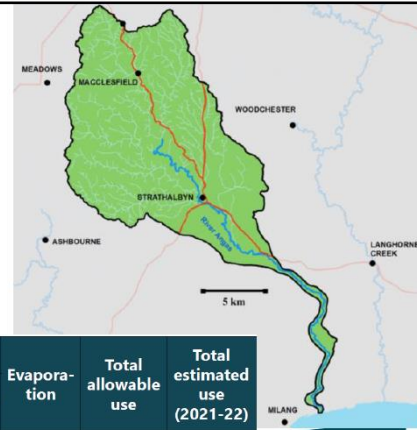 MEADOWS
MACCLESFIELD
WOODCHESTER
STRATHALBYN
River Angas
ASHBOURNE
LANGHORNE
CREEK
5 km
MILANG
Evapora-
tion
Total
allowable
use
Total
estimated
use
(2021-22)